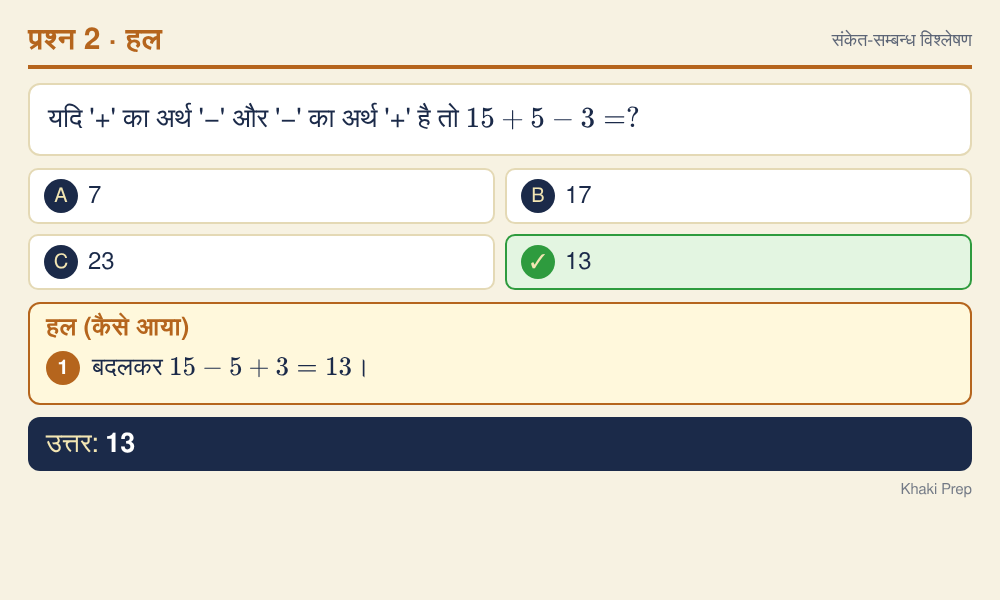 प्रश्न 2 · हल
संकेत-सम्बन्ध विश्लेषण
यदि '+' का अर्थ '−' और '−' का अर्थ '+' है तो 15 + 5 − 3 =?
A 7
B 17
C 23
✓ 13
हल (कैसे आया)
1 बदलकर 15 − 5 + 3 = 13।
उत्तर: 13
Khaki Prep